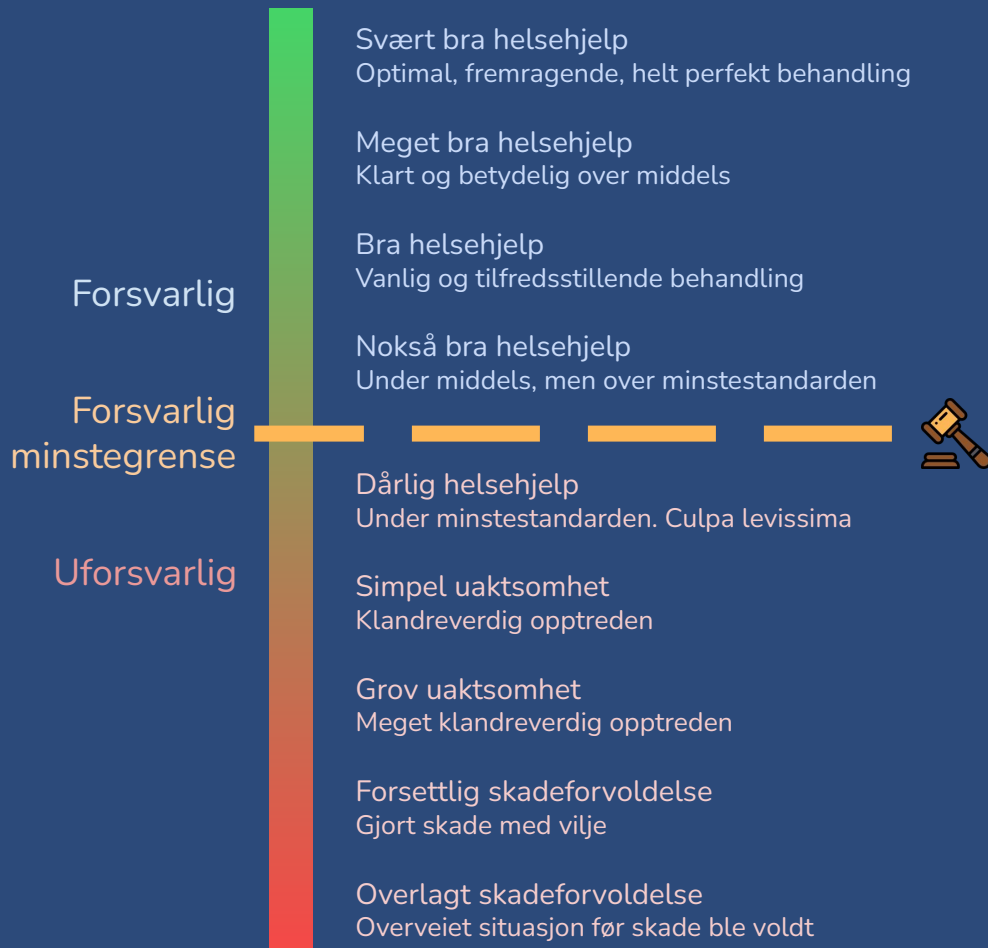 Svært bra helsehjelp
Optimal, fremragende, helt perfekt behandling
Meget bra helsehjelp
Klart og betydelig over middels
Bra helsehjelp
Vanlig og tilfredsstillende behandling
Forsvarlig
Nokså bra helsehjelp
Under middels, men over minstestandarden
Forsvarlig
minstegrense
Dårlig helsehjelp
Under minstestandarden. Culpa levissima
Uforsvarlig
Simpel uaktsomhet
Klandreverdig opptreden
Grov uaktsomhet
Meget klandreverdig opptreden
Forsettlig skadeforvoldelse
Gjort skade med vilje
Overlagt skadeforvoldelse
Overveiet situasjon før skade ble voldt